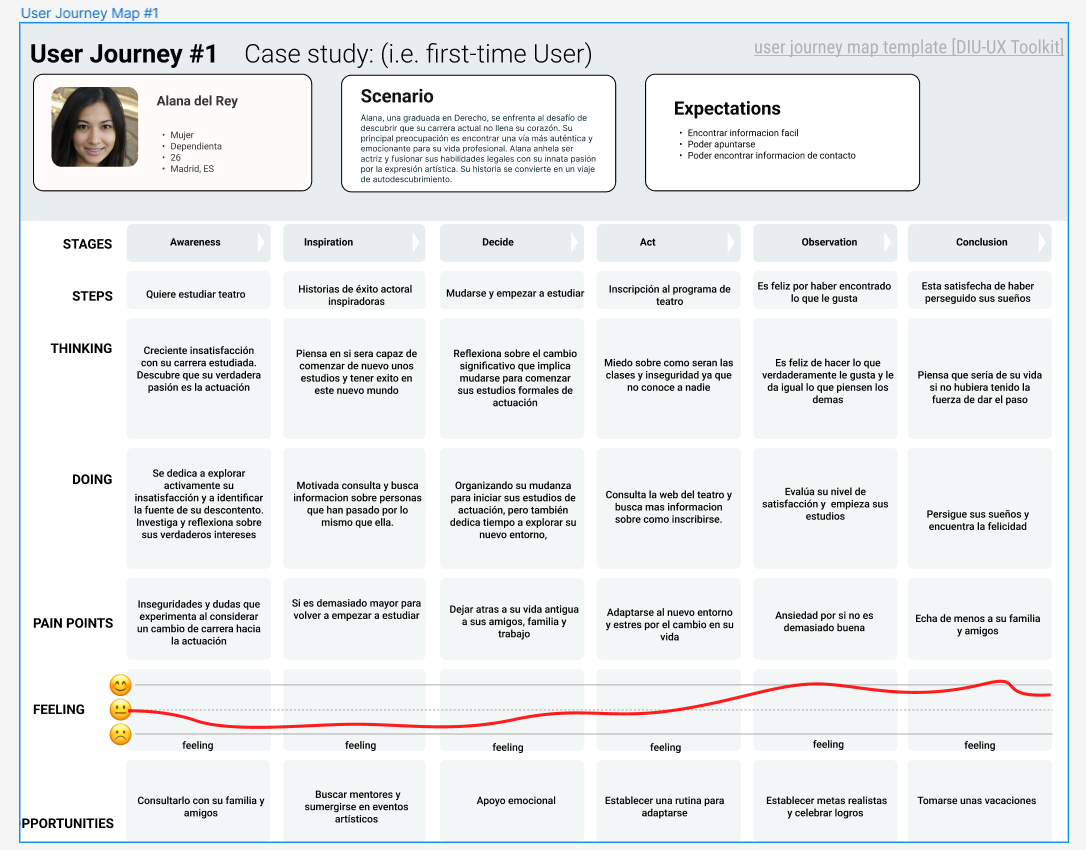 User Journey Map #1
User Journey #1 Case study: (i.e. first-time User)
user journey map template [DIU-UX Toolkit]
Alana del Rey
• Mujer
• Dependienta
• 26
• Madrid, ES
Scenario
Alana, una graduada en Derecho, se enfrenta al desafío de
descubrir que su carrera actual no llena su corazón. Su
principal preocupación es encontrar una vía más auténtica y
emocionante para su vida profesional. Alana anhela ser
actriz y fusionar sus habilidades legales con su innata pasión
por la expresión artística. Su historia se convierte en un viaje
de autodescubrimiento.
Expectations
• Encontrar informacion facil
• Poder apuntarse
• Poder encontrar informacion de contacto
STAGES
Awareness
Inspiration
Decide
Act
Observation
Conclusion
STEPS
Quiere estudiar teatro
Historias de éxito actoral
inspiradoras
Mudarse y empezar a estudiar
Inscripción al programa de
teatro
Es feliz por haber encontrado
lo que le gusta
Esta satisfecha de haber
perseguido sus sueños
THINKING
Creciente insatisfacción
con su carrera estudiada.
Descubre que su verdadera
pasión es la actuación
Piensa en si sera capaz de
comenzar de nuevo unos
estudios y tener exito en
este nuevo mundo
Reflexiona sobre el cambio
significativo que implica
mudarse para comenzar
sus estudios formales de
actuación
Miedo sobre como seran las
clases y inseguridad ya que
no conoce a nadie
Es feliz de hacer lo que
verdaderamente le gusta y le
da igual lo que piensen los
demas
Piensa que seria de su vida
si no hubiera tenido la
fuerza de dar el paso
DOING
Se dedica a explorar
activamente su
insatisfacción y a identificar
la fuente de su descontento.
Investiga y reflexiona sobre
sus verdaderos intereses
Motivada consulta y busca
informacion sobre personas
que han pasado por lo
mismo que ella.
Organizando su mudanza
para iniciar sus estudios de
actuación, pero también
dedica tiempo a explorar su
nuevo entorno,
Consulta la web del teatro y
busca mas informacion
sobre como inscribirse.
Evalúa su nivel de
satisfacción y empieza sus
estudios
Persigue sus sueños y
encuentra la felicidad
PAIN POINTS
Inseguridades y dudas que
experimenta al considerar
un cambio de carrera hacia
la actuación
Si es demasiado mayor para
volver a empezar a estudiar
Dejar atras a su vida antigua
a sus amigos, familia y
trabajo
Adaptarse al nuevo entorno
y estres por el cambio en su
vida
Ansiedad por si no es
demasiado buena
Echa de menos a su familia
y amigos
FEELING
feeling
feeling
feeling
feeling
feeling
feeling
PPORTUNITIES
Consultarlo con su familia y
amigos
Buscar mentores y
sumergirse en eventos
artísticos
Apoyo emocional
Establecer una rutina para
adaptarse
Establecer metas realistas
y celebrar logros
Tomarse unas vacaciones